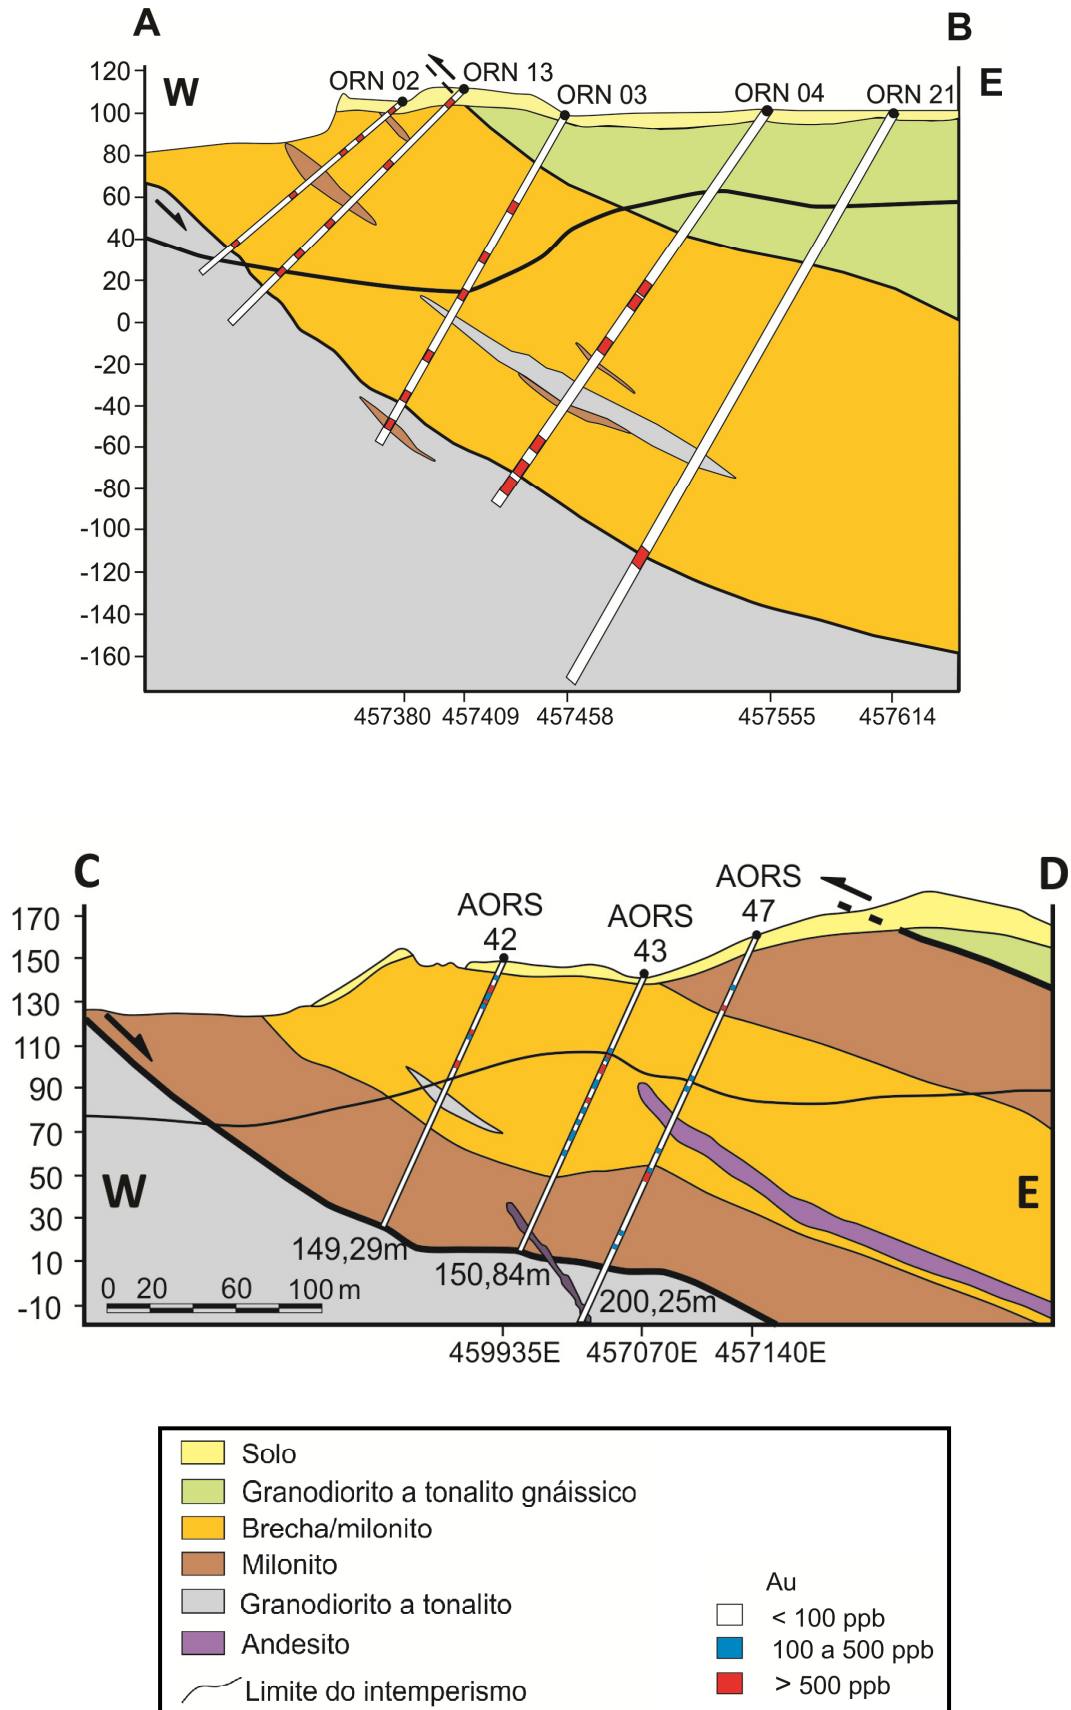 A
B
W
E
ORN 02
ORN 13
ORN 03
ORN 04
ORN 21
120
100
80
60
40
20
0
-20
-40
-60
-80
-100
-120
-140
-160
457380
457409
457458
457555
457614
C
D
AORS
42
AORS
43
AORS
47
170
150
130
110
90
70
50
30
10
-10
W
E
149,29m
150,84m
200,25m
0 20 60 100 m
459935E
457070E
457140E
Solo
Granodiorito a tonalito gnáissico
Brecha/milonito
Milonito
Granodiorito a tonalito
Andesito
Limite do intemperismo
Au
< 100 ppb
100 a 500 ppb
> 500 ppb